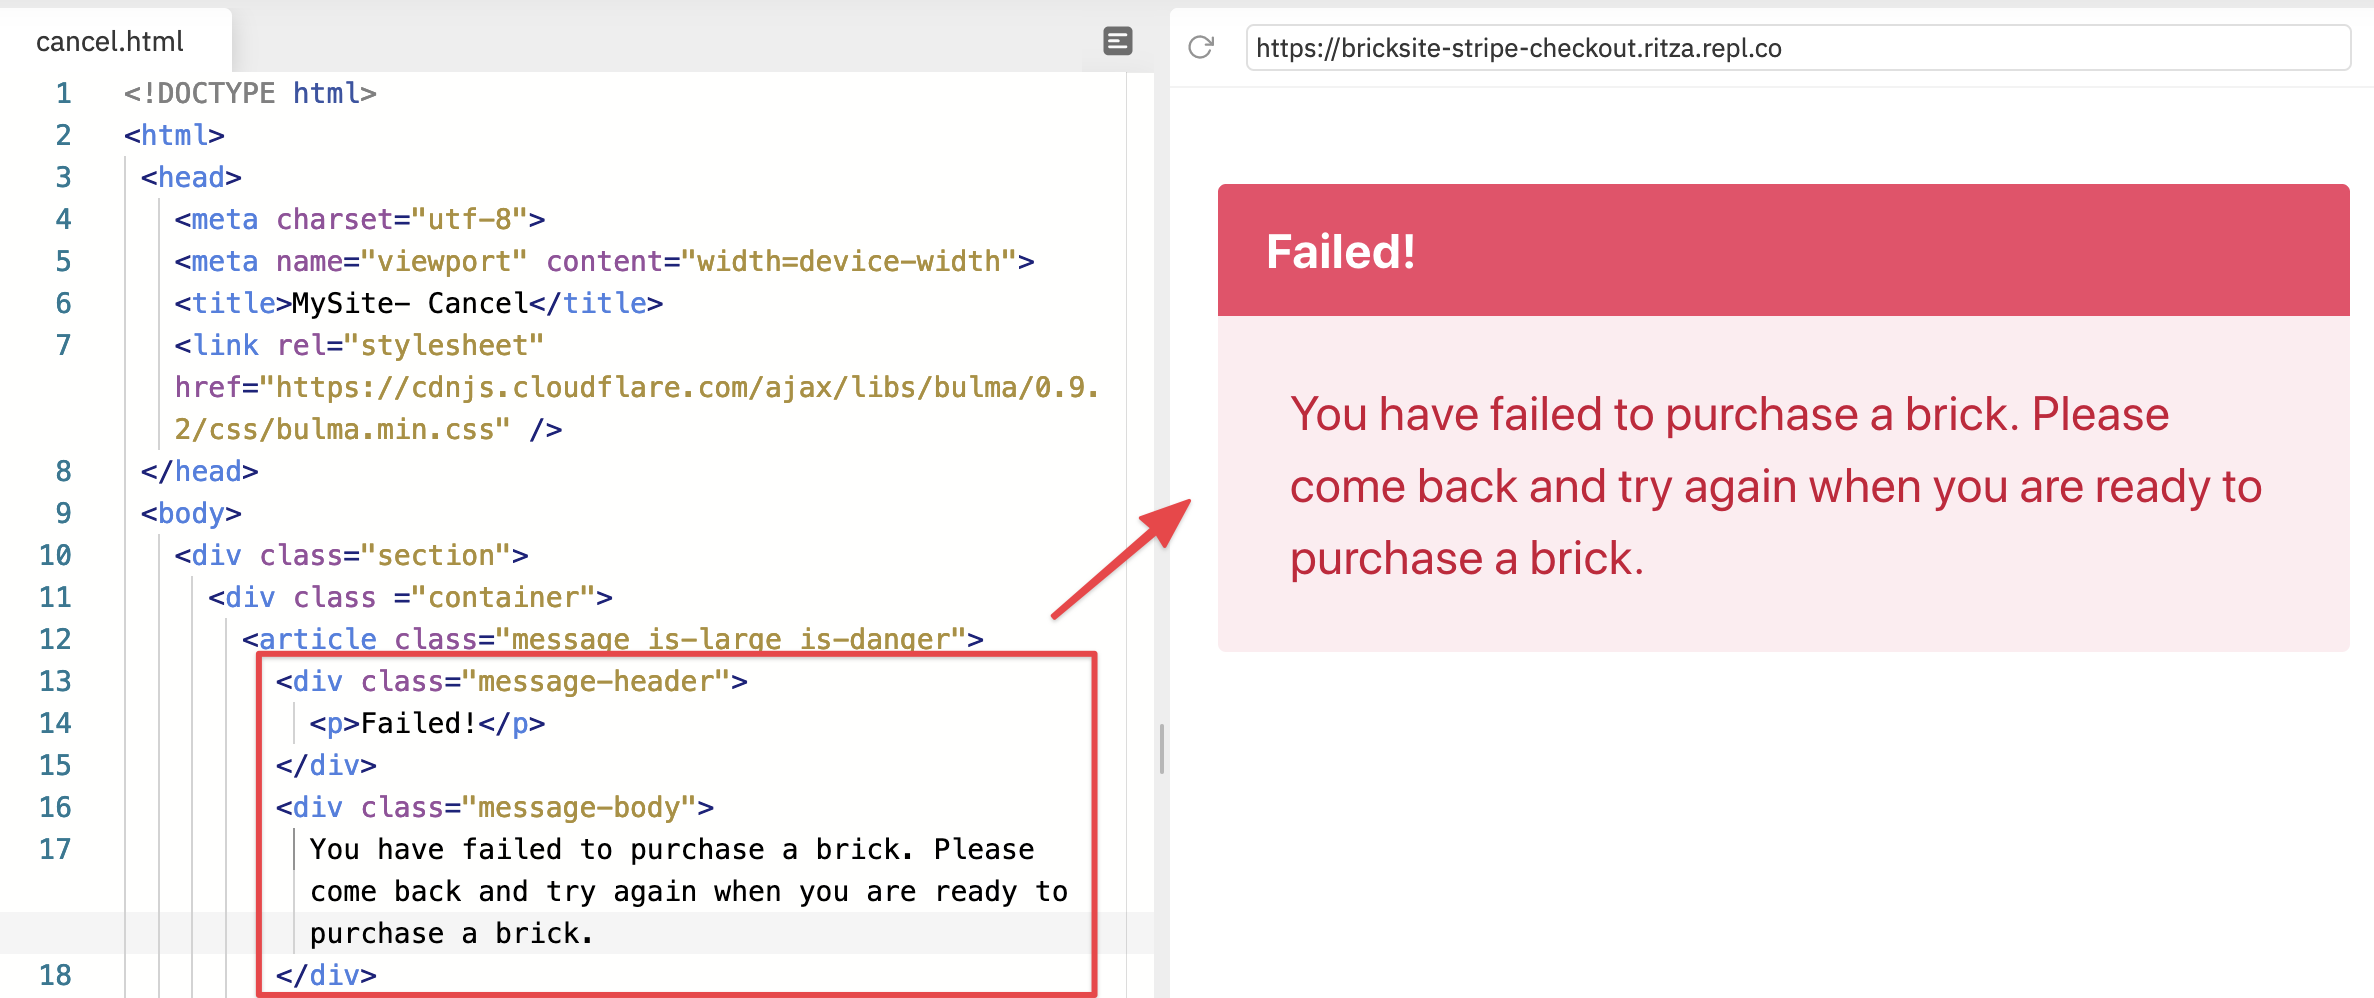 cancel.html
1 <!DOCTYPE html>
2 <html>
3 <head>
4 <meta charset="utf-8">
5 <meta name="viewport" content="width=device-width">
6 <title>MySite- Cancel</title>
7 <link rel="stylesheet"
href="https://cdnjs.cloudflare.com/ajax/libs/bulma/0.9.
2/css/bulma.min.css" />
8 </head>
9 <body>
10 <div class="section">
11 <div class ="container">
12 <article class="message is-large is-danger">
13 <div class="message-header">
14 <p>Failed!</p>
15 </div>
16 <div class="message-body">
17 You have failed to purchase a brick. Please
come back and try again when you are ready to
purchase a brick.
18 </div>
https://bricksite-stripe-checkout.ritza.repl.co
Failed!
You have failed to purchase a brick. Please
come back and try again when you are ready to
purchase a brick.